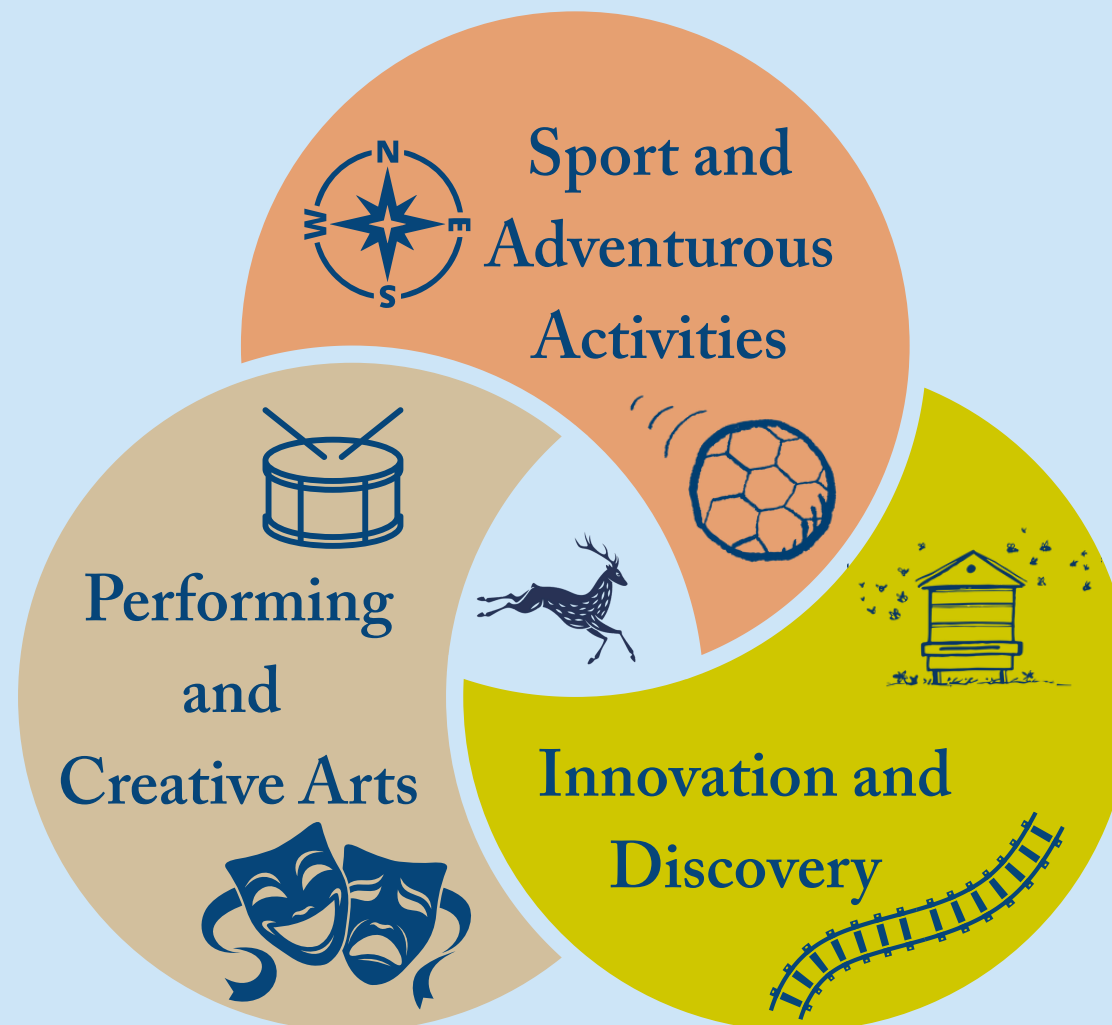 N
W
E
S
Sport and
Adventurous
Activities
Performing
and
Creative Arts
Innovation and
Discovery